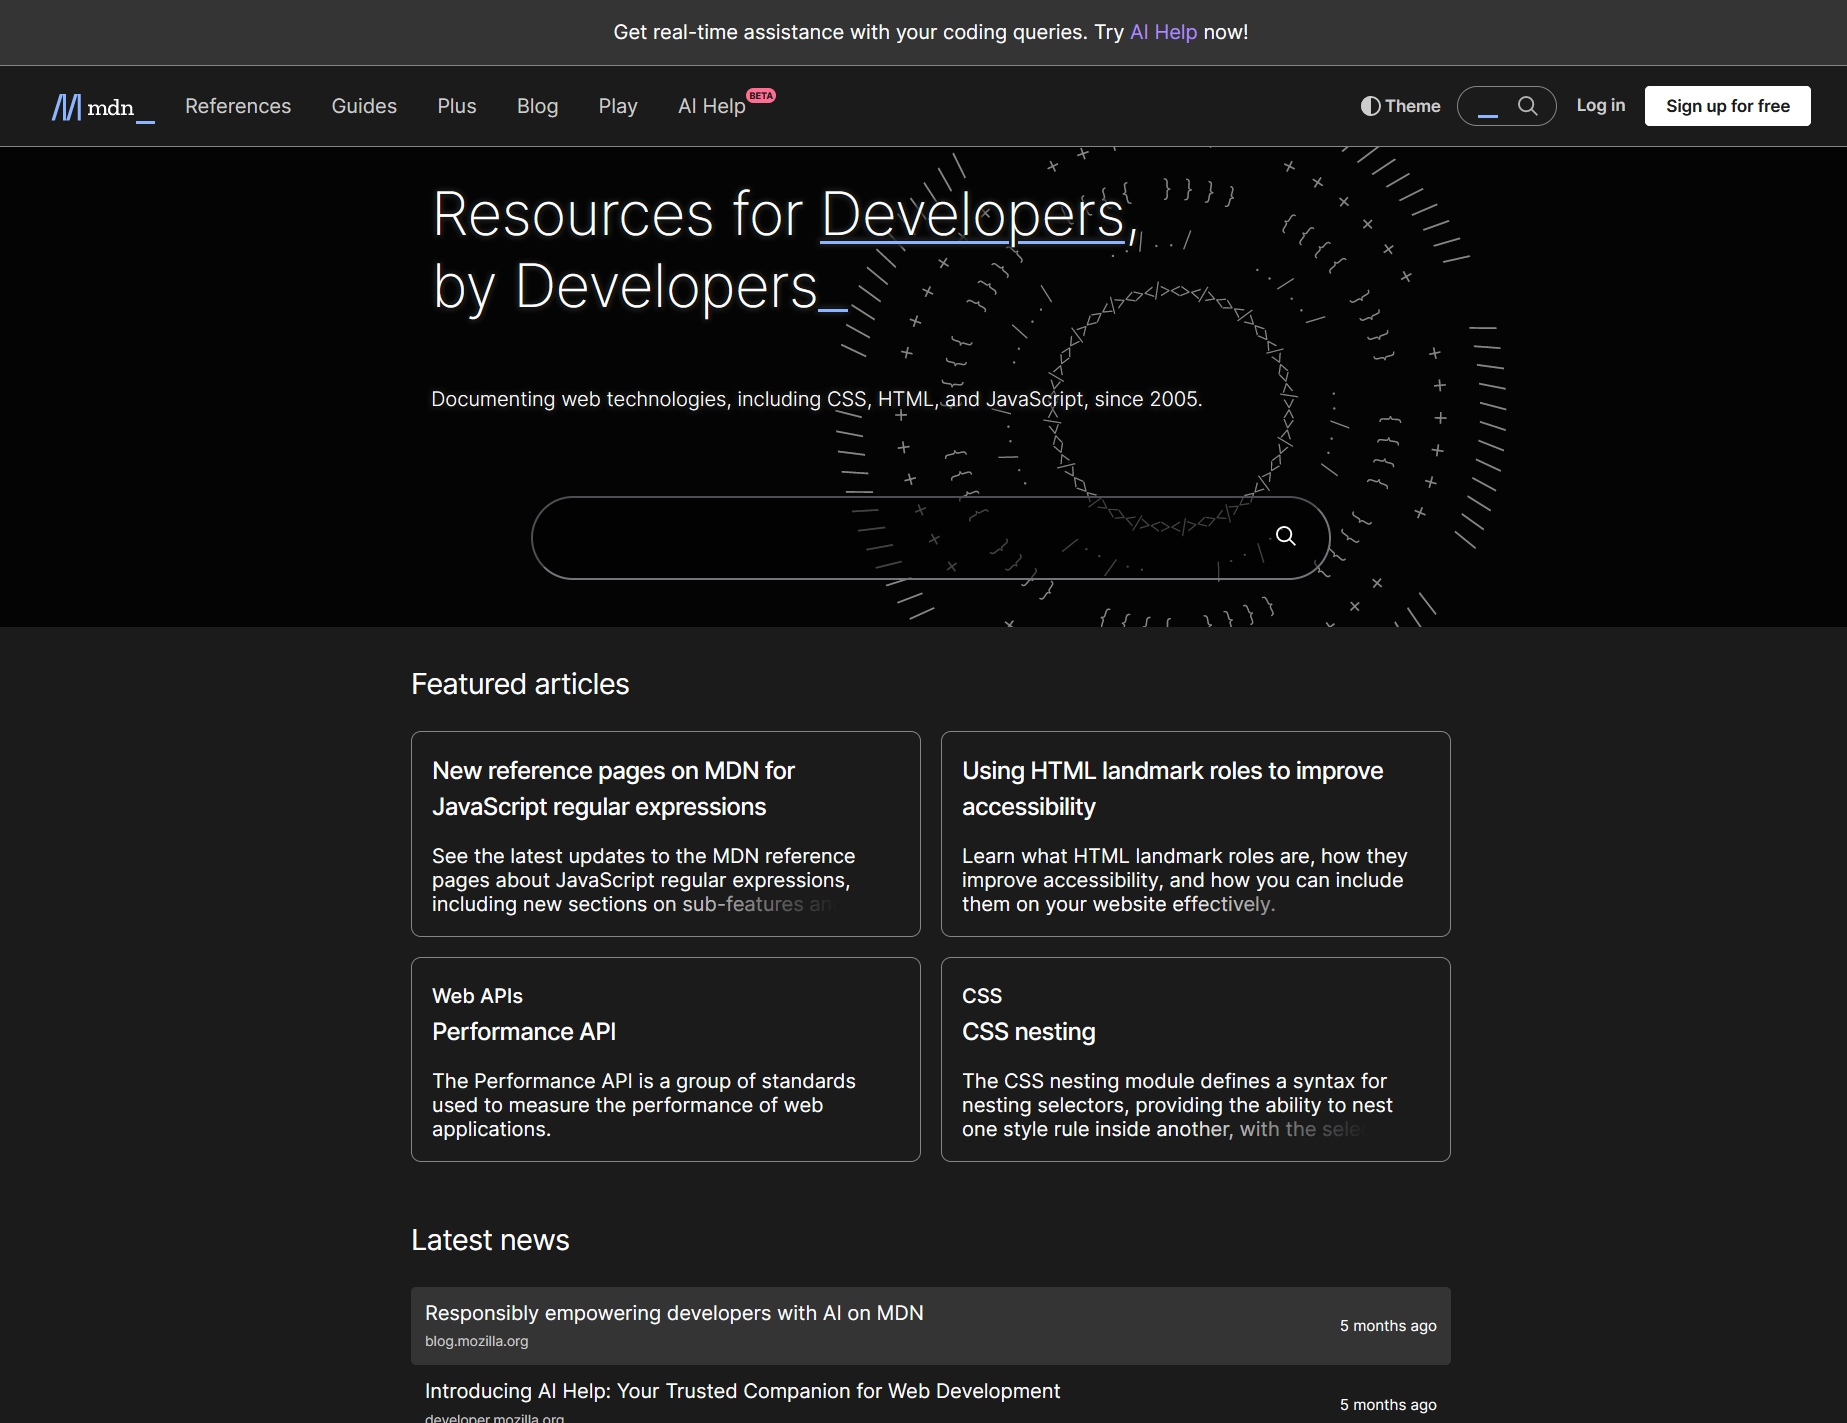 Get real-time assistance with your coding queries. Try AI Help now!
mdn_ References Guides Plus Blog Play AI Help BETA Theme Log in Sign up for free
Resources for Developers,
by Developers_
Documenting web technologies, including CSS, HTML, and JavaScript, since 2005.
Featured articles
New reference pages on MDN for
JavaScript regular expressions
See the latest updates to the MDN reference
pages about JavaScript regular expressions,
including new sections on sub-features
Using HTML landmark roles to improve
accessibility
Learn what HTML landmark roles are, how they
improve accessibility, and how you can include
them on your website effectively.
Web APIs
Performance API
The Performance API is a group of standards
used to measure the performance of web
applications.
CSS
CSS nesting
The CSS nesting module defines a syntax for
nesting selectors, providing the ability to nest
one style rule inside another, with the
Latest news
Responsibly empowering developers with AI on MDN
blog.mozilla.org
5 months ago
Introducing AI Help: Your Trusted Companion for Web Development
developer.mozilla.org
5 months ago